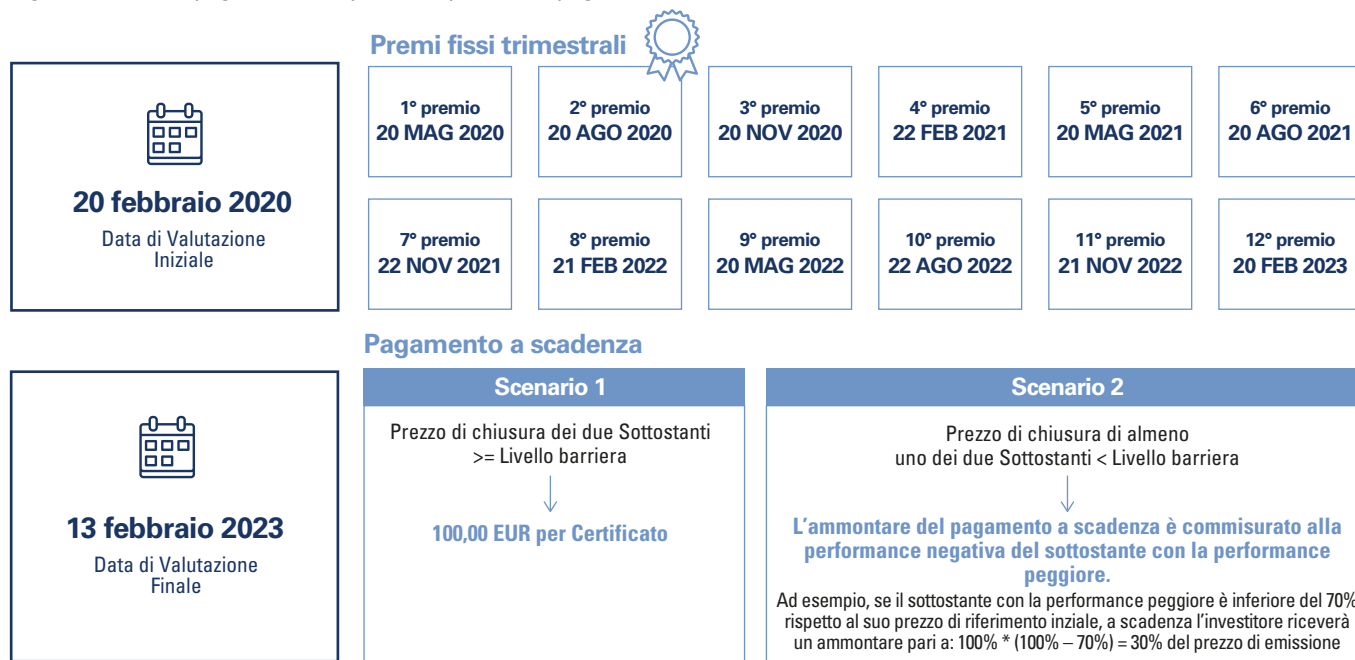 Premi fissi trimestrali
1° premio
20 MAG 2020
2° premio
20 AGO 2020
3° premio
20 NOV 2020
4° premio
22 FEB 2021
5° premio
20 MAG 2021
6° premio
20 AGO 2021
20 febbraio 2020
Data di Valutazione
Iniziale
7° premio
22 NOV 2021
8° premio
21 FEB 2022
9° premio
20 MAG 2022
10° premio
22 AGO 2022
11° premio
21 NOV 2022
12° premio
20 FEB 2023
Pagamento a scadenza
13 febbraio 2023
Data di Valutazione
Finale
Scenario 1
Prezzo di chiusura dei due Sottostanti
>= Livello barriera
100,00 EUR per Certificato
Scenario 2
Prezzo di chiusura di almeno
uno dei due Sottostanti < Livello barriera
L'ammontare del pagamento a scadenza è commisurato alla
performance negativa del sottostante con la performance
peggiore.
Ad esempio, se il sottostante con la performance peggiore è inferiore del 70%
rispetto al suo prezzo di riferimento inziale, a scadenza l'investitore riceverà
un ammontare pari a: 100% * (100% – 70%) = 30% del prezzo di emissione